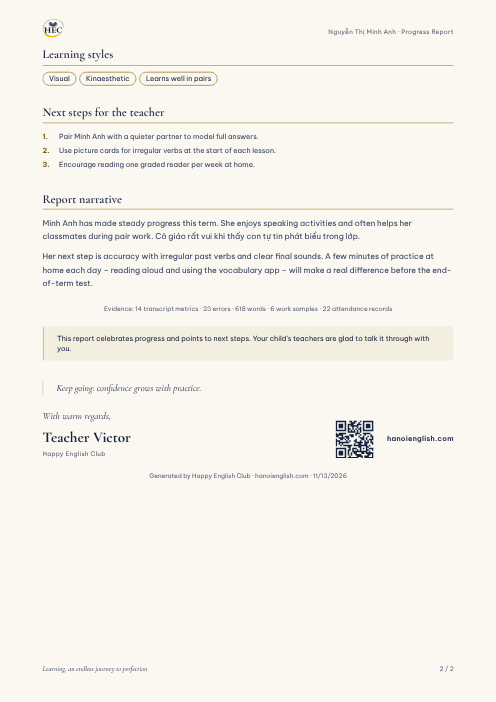 HEC
Nguyễn Thị Minh Anh · Progress Report
Learning styles
Visual
Kinaesthetic
Learns well in pairs
Next steps for the teacher
1. Pair Minh Anh with a quieter partner to model full answers.
2. Use picture cards for irregular verbs at the start of each lesson.
3. Encourage reading one graded reader per week at home.
Report narrative
Minh Anh has made steady progress this term. She enjoys speaking activities and often helps her
classmates during pair work. Cô giáo rất vui khi thấy con tự tin phát biểu trong lớp.
Her next step is accuracy with irregular past verbs and clear final sounds. A few minutes of practice at
home each day – reading aloud and using the vocabulary app – will make a real difference before the end-
of-term test.
Evidence: 14 transcript metrics · 23 errors · 618 words · 6 work samples · 22 attendance records
This report celebrates progress and points to next steps. Your child's teachers are glad to talk it through with
you.
Keep going: confidence grows with practice.
With warm regards,
Teacher Victor
Happy English Club
hanoienglish.com
Generated by Happy English Club · hanoienglish.com · 11/13/2026
Learning, an endless journey to perfection
2 / 2